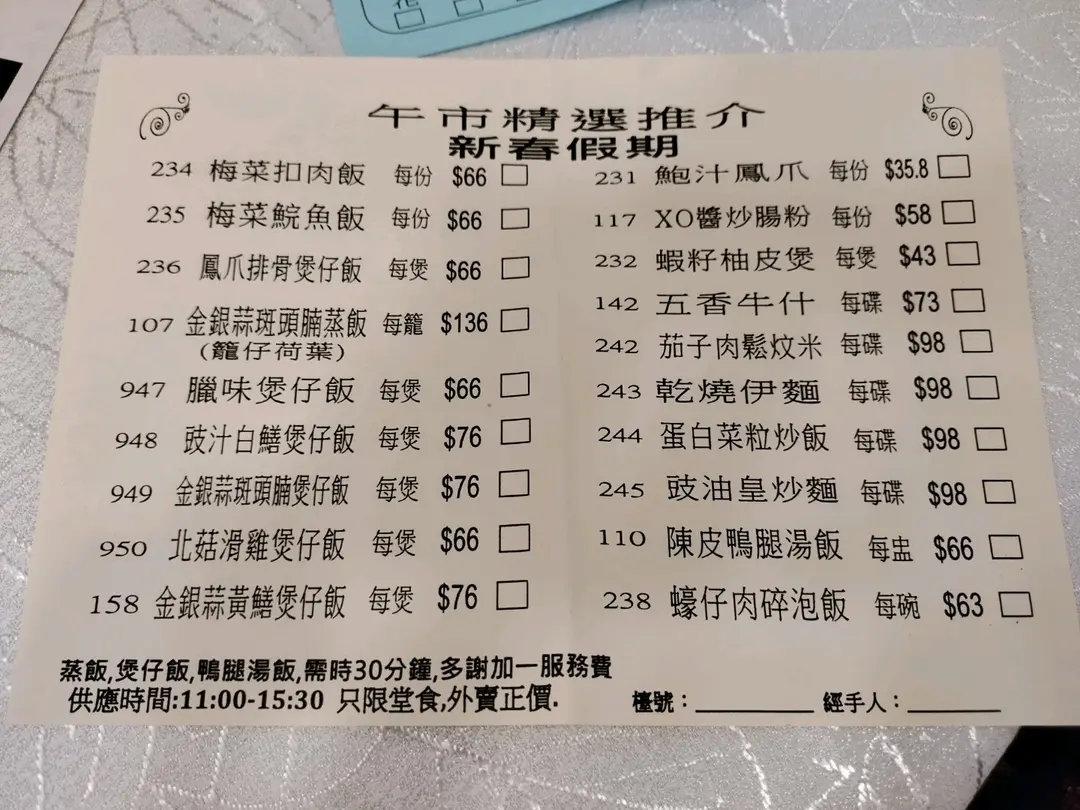 花
午市精選推介
新春假期
234 梅菜扣肉飯 每份 $66
235 梅菜鯇魚飯 每份 $66
236 鳳爪排骨煲仔飯 每煲 $66
107 金銀蒜斑頭腩蒸飯 每籠 $136
(籠仔荷葉)
947 臘味煲仔飯 每煲 $66
948 豉汁白鱔煲仔飯 每煲 $76
949 金銀蒜斑頭腩煲仔飯 每煲 $76
950 北菇滑雞煲仔飯 每煲 $66
158 金銀蒜黃鱔煲仔飯 每煲 $76
231 鮑汁鳳爪 每份 $35.8
117 XO醬炒腸粉 每份 $58
232 蝦籽柚皮煲 每煲 $43
142 五香牛什 每碟 $73
242 茄子肉鬆炆米 每碟 $98
243 乾燒伊麵 每碟 $98
244 蛋白菜粒炒飯 每碟 $98
245 豉油皇炒麵 每碟 $98
110 陳皮鴨腿湯飯 每盅 $66
238 蠔仔肉碎泡飯 每碗 $63
蒸飯,煲仔飯,鴨腿湯飯,需時30分鐘,多謝加一服務費
供應時間:11:00-15:30 只限堂食,外賣正價.
檯號：__________ 經手人：________